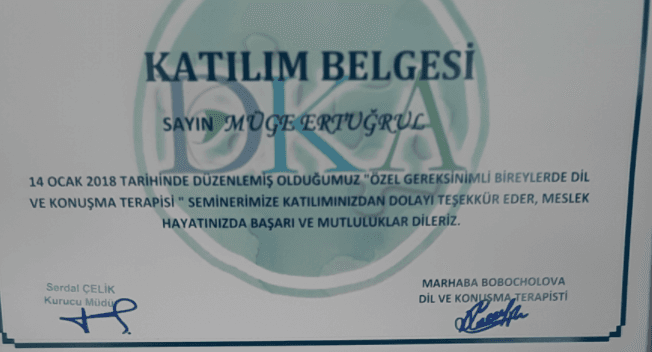 KATILIM BELGESİ
DKA
SAYIN MÜGE ERTUĞRUL
14 OCAK 2018 TARİHİNDE DÜZENLEMİŞ OLDUĞUMUZ "ÖZEL GEREKSİNİMLİ BİREYLERDE DİL
VE KONUŞMA TERAPİSİ " SEMİNERİMİZE KATILIMINIZDAN DOLAYI TEŞEKKÜR EDER, MESLEK
HAYATINIZDA BAŞARI VE MUTLULUKLAR DİLERİZ.
Serdal ÇELİK
Kurucu Müdü
MARHABA BOBOCHOLOVA
DİL VE KONUŞMA TERAPİSTİ